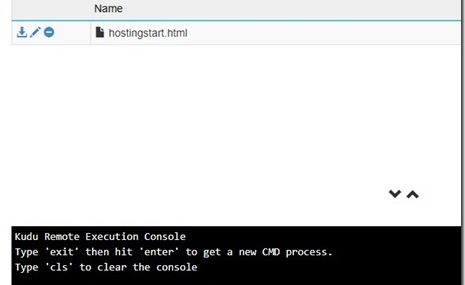 Name
hostingstart.html
Kudu Remote Execution Console
Type 'exit' then hit 'enter' to get a new CMD process.
Type 'cls' to clear the console